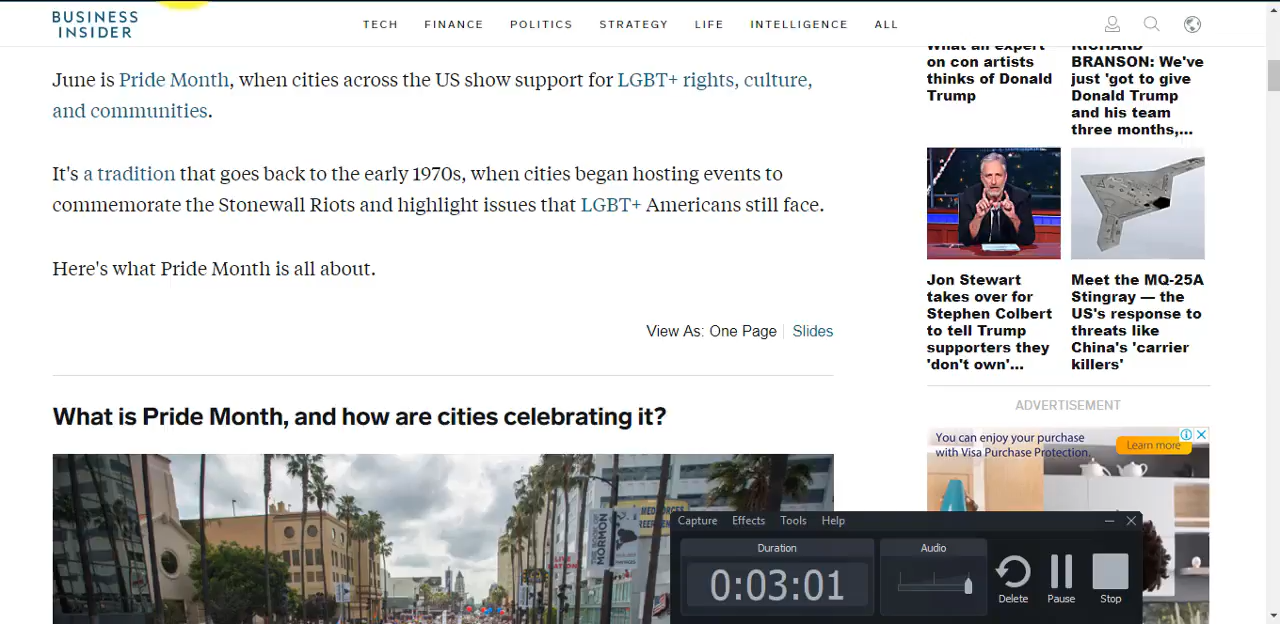 BUSINESS
INSIDER
TECH FINANCE POLITICS STRATEGY LIFE INTELLIGENCE ALL
June is Pride Month, when cities across the US show support for LGBT+ rights, culture,
and communities.
It's a tradition that goes back to the early 1970s, when cities began hosting events to
commemorate the Stonewall Riots and highlight issues that LGBT+ Americans still face.
Here's what Pride Month is all about.
View As: One Page Slides
What is Pride Month, and how are cities celebrating it?
What an expert
on con artists
thinks of Donald
Trump
RICHARD
BRANSON: We've
just 'got to give
Donald Trump
and his team
three months,...
Jon Stewart
takes over for
Stephen Colbert
to tell Trump
supporters they
'don't own'...
Meet the MQ-25A
Stingray — the
US's response to
threats like
China's 'carrier
killers'
ADVERTISEMENT
You can enjoy your purchase
with Visa Purchase Protection.
Learn more
MORMON
Capture Effects Tools Help
Duration
0:03:01
Audio
Delete Pause Stop